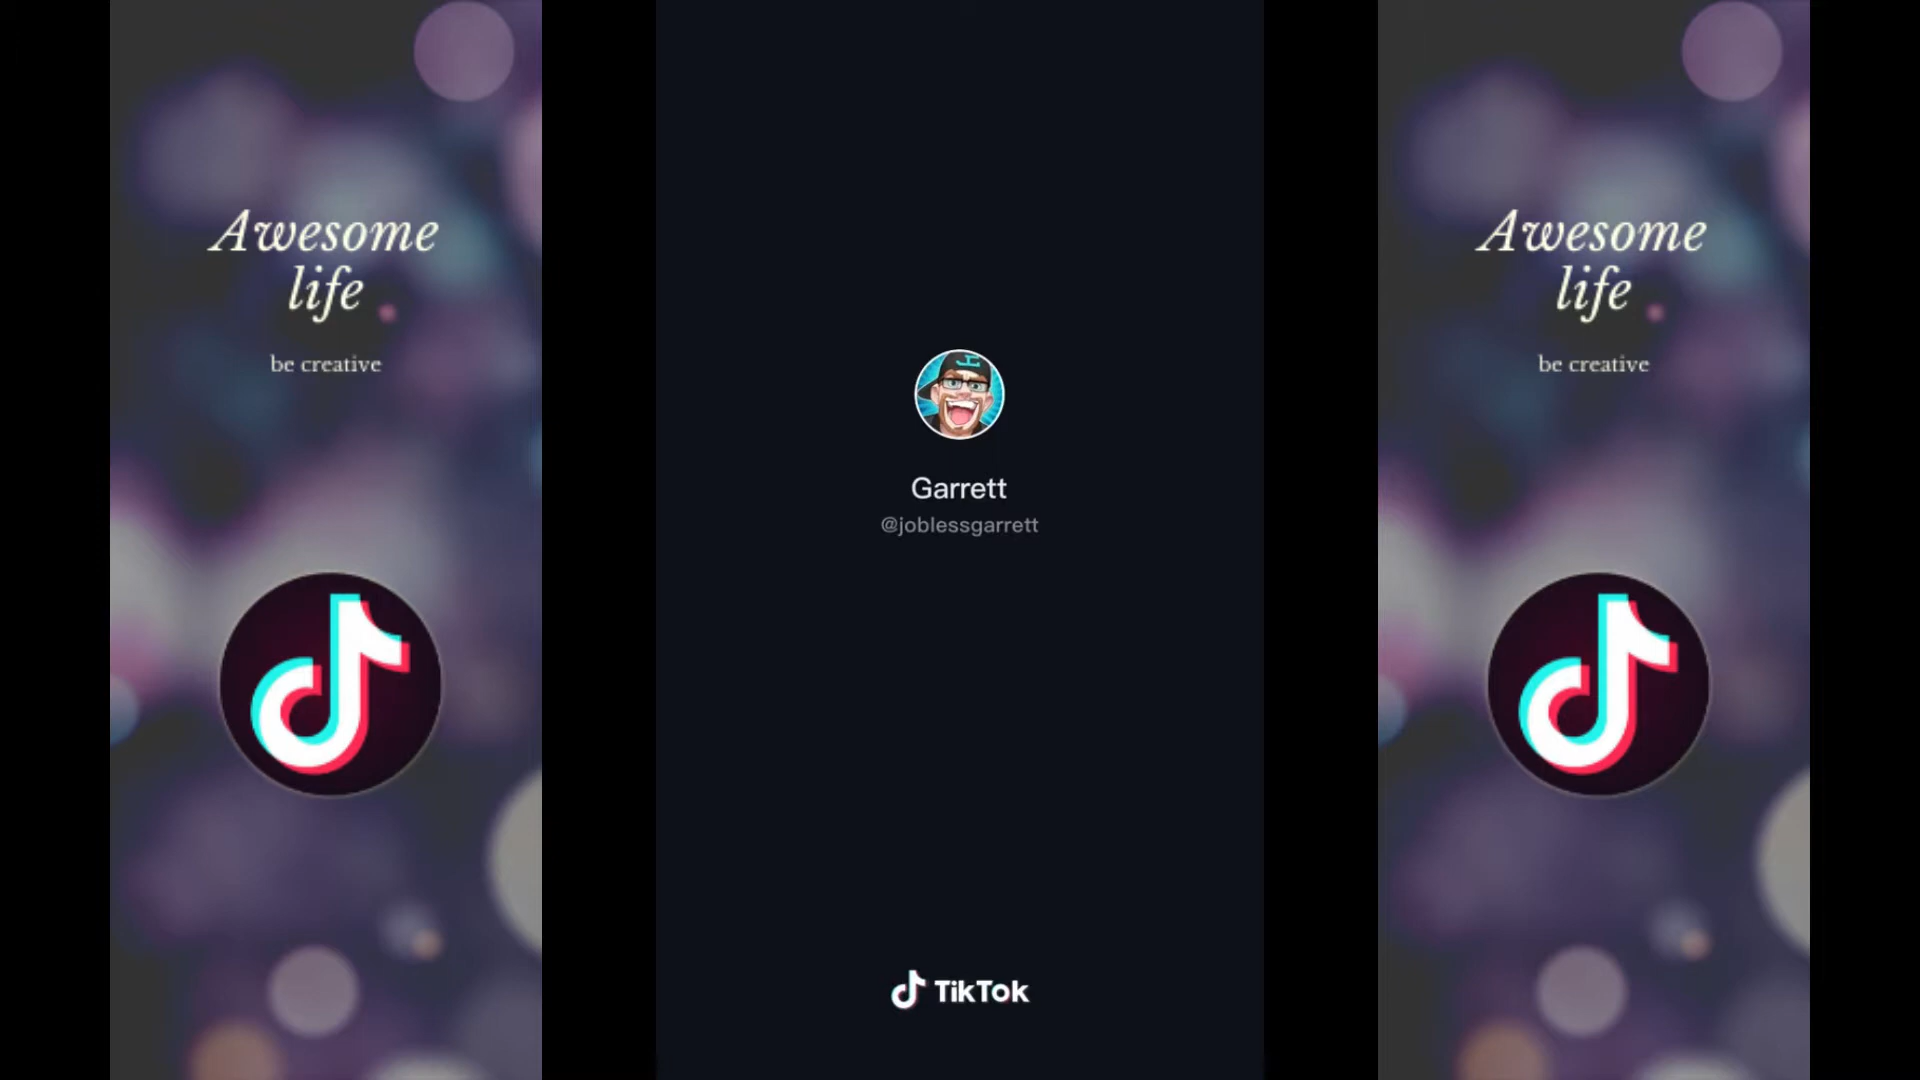 Awesome
life
be creative
Garrett
@joblessgarrett
TikTok
Awesome
life
be creative